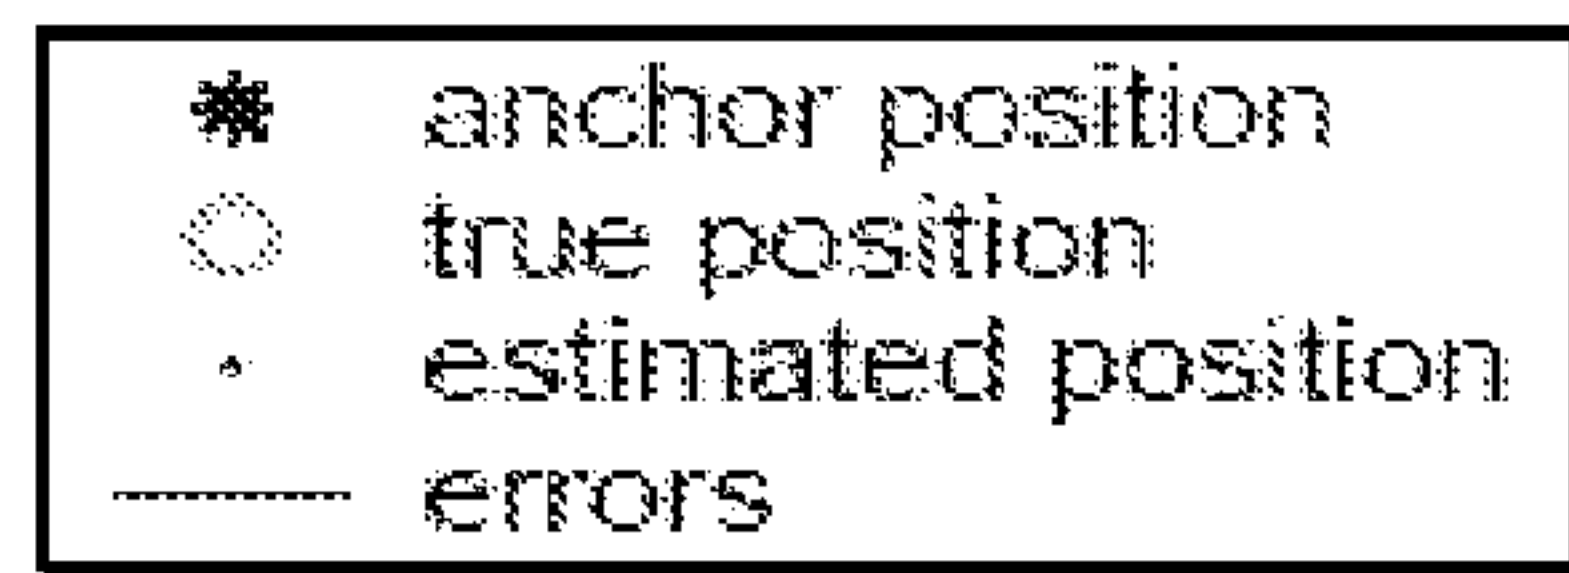 anchor position
true position
estimated position
errors